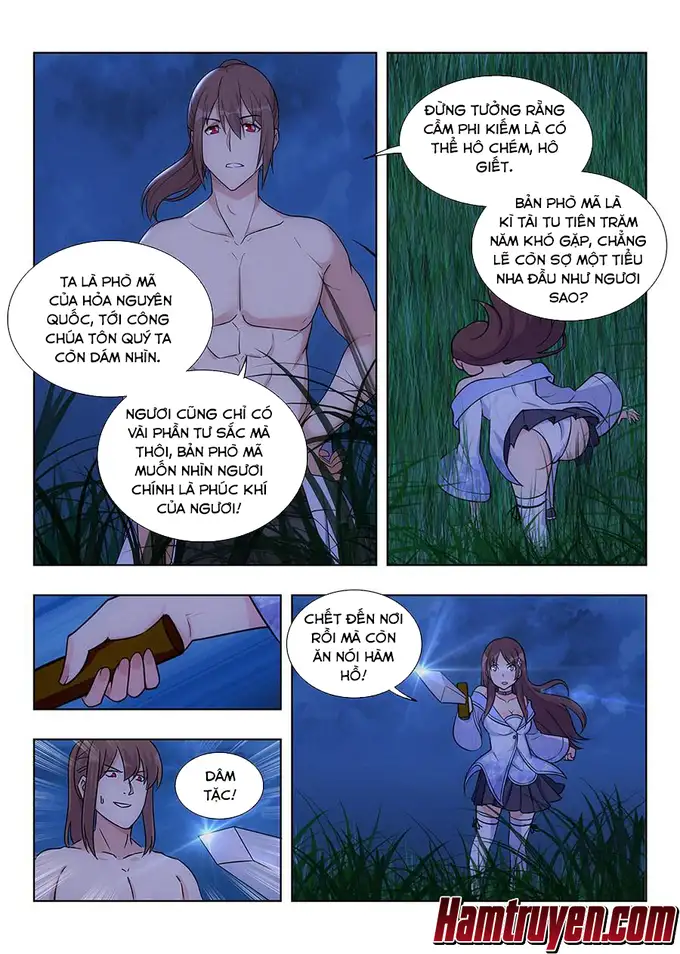 TA LÀ PHÒ MÃ
CỦA HỎA NGUYÊN
QUỐC, TỚI CÔNG
CHÚA TÔN QUÝ TA
CÒN DÁM NHÌN.
NGƯƠI CŨNG CHỈ CÓ
VÀI PHẦN TƯ SẮC MÀ
THÔI, BẢN PHÒ MÃ
MUỐN NHÌN NGƯƠI
CHÍNH LÀ PHÚC KHÍ
CỦA NGƯƠI!
ĐỪNG TƯỞNG RẰNG
CẦM PHI KIẾM LÀ CÓ
THỂ HÔ CHÉM, HÔ
GIẾT.
BẢN PHÒ MÃ LÀ
KÌ TÀI TU TIÊN TRĂM
NĂM KHÓ GẶP, CHẲNG
LẼ CÒN SỢ MỘT TIỂU
NHA ĐẦU NHƯ NGƯƠI
SAO?
CHẾT ĐẾN NƠI
RỒI MÀ CÒN
ĂN NÓI HÀM
HỒ!
DÂM
TẶC!
Hamtruyen.com